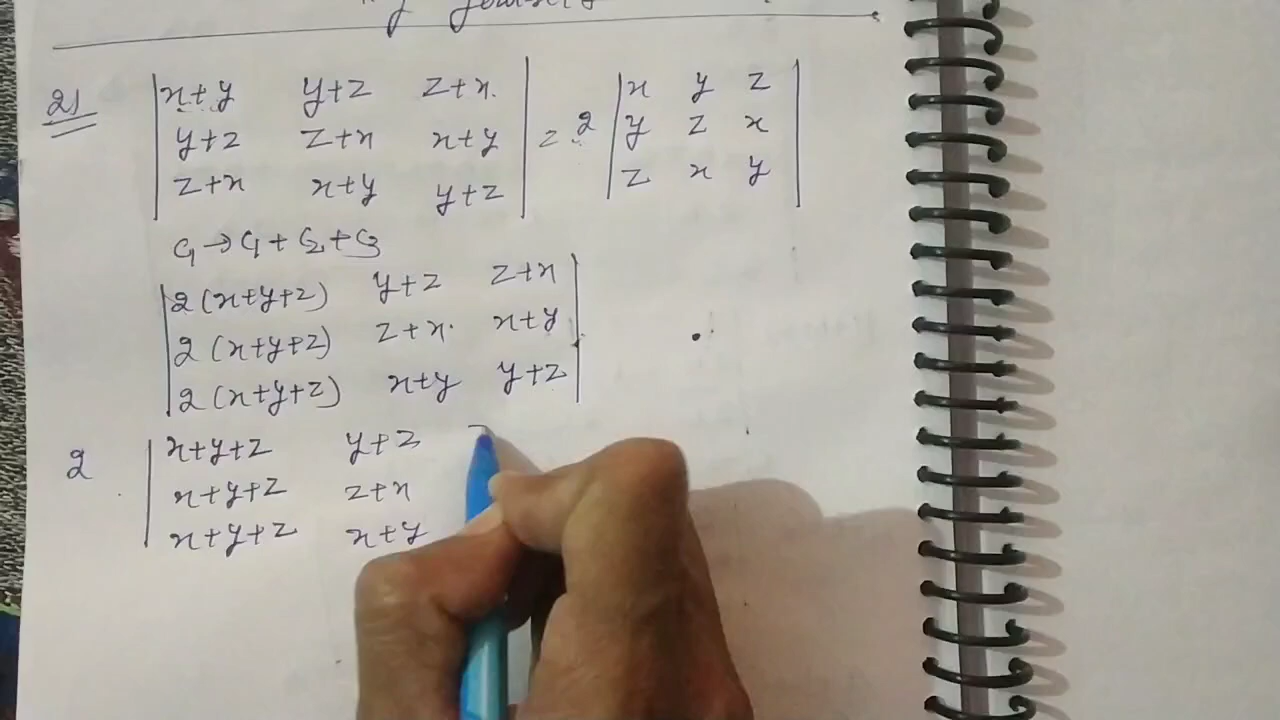 21
x+y y+z z+x
y+z z+x x+y = 2
z+x x+y y+z
x y z
y z x
z x y
C1 → C1 + C2 + C3
2(x+y+z) y+z z+x
2(x+y+z) z+x x+y
2(x+y+z) x+y y+z
2 x+y+z y+z
x+y+z z+x
x+y+z x+y